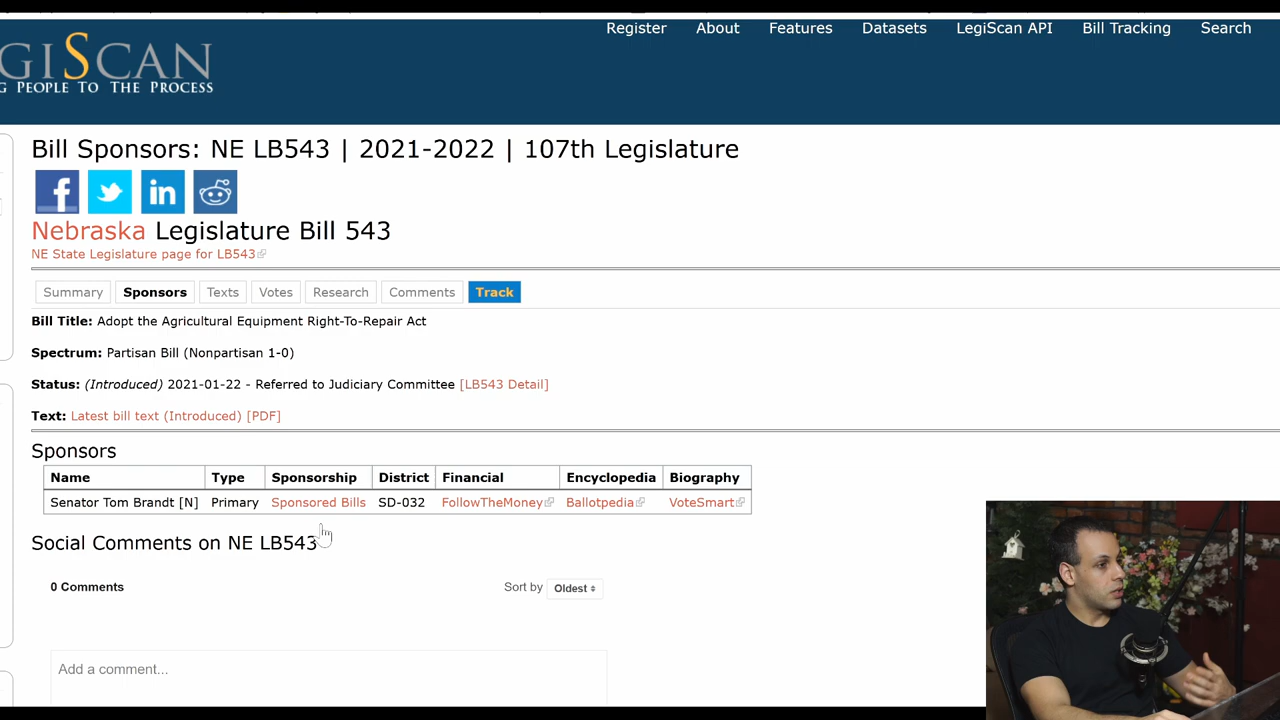 Register About Features Datasets LegiScan API Bill Tracking Search
GISCAN
G PEOPLE TO THE PROCESS
Bill Sponsors: NE LB543 | 2021-2022 | 107th Legislature
Nebraska Legislature Bill 543
NE State Legislature page for LB543
Summary Sponsors Texts Votes Research Comments Track
Bill Title: Adopt the Agricultural Equipment Right-To-Repair Act
Spectrum: Partisan Bill (Nonpartisan 1-0)
Status: (Introduced) 2021-01-22 - Referred to Judiciary Committee [LB543 Detail]
Text: Latest bill text (Introduced) [PDF]
Sponsors
Name Type Sponsorship District Financial Encyclopedia Biography
Senator Tom Brandt [N] Primary Sponsored Bills SD-032 FollowTheMoney Ballotpedia VoteSmart
Social Comments on NE LB543
0 Comments Sort by Oldest
Add a comment...